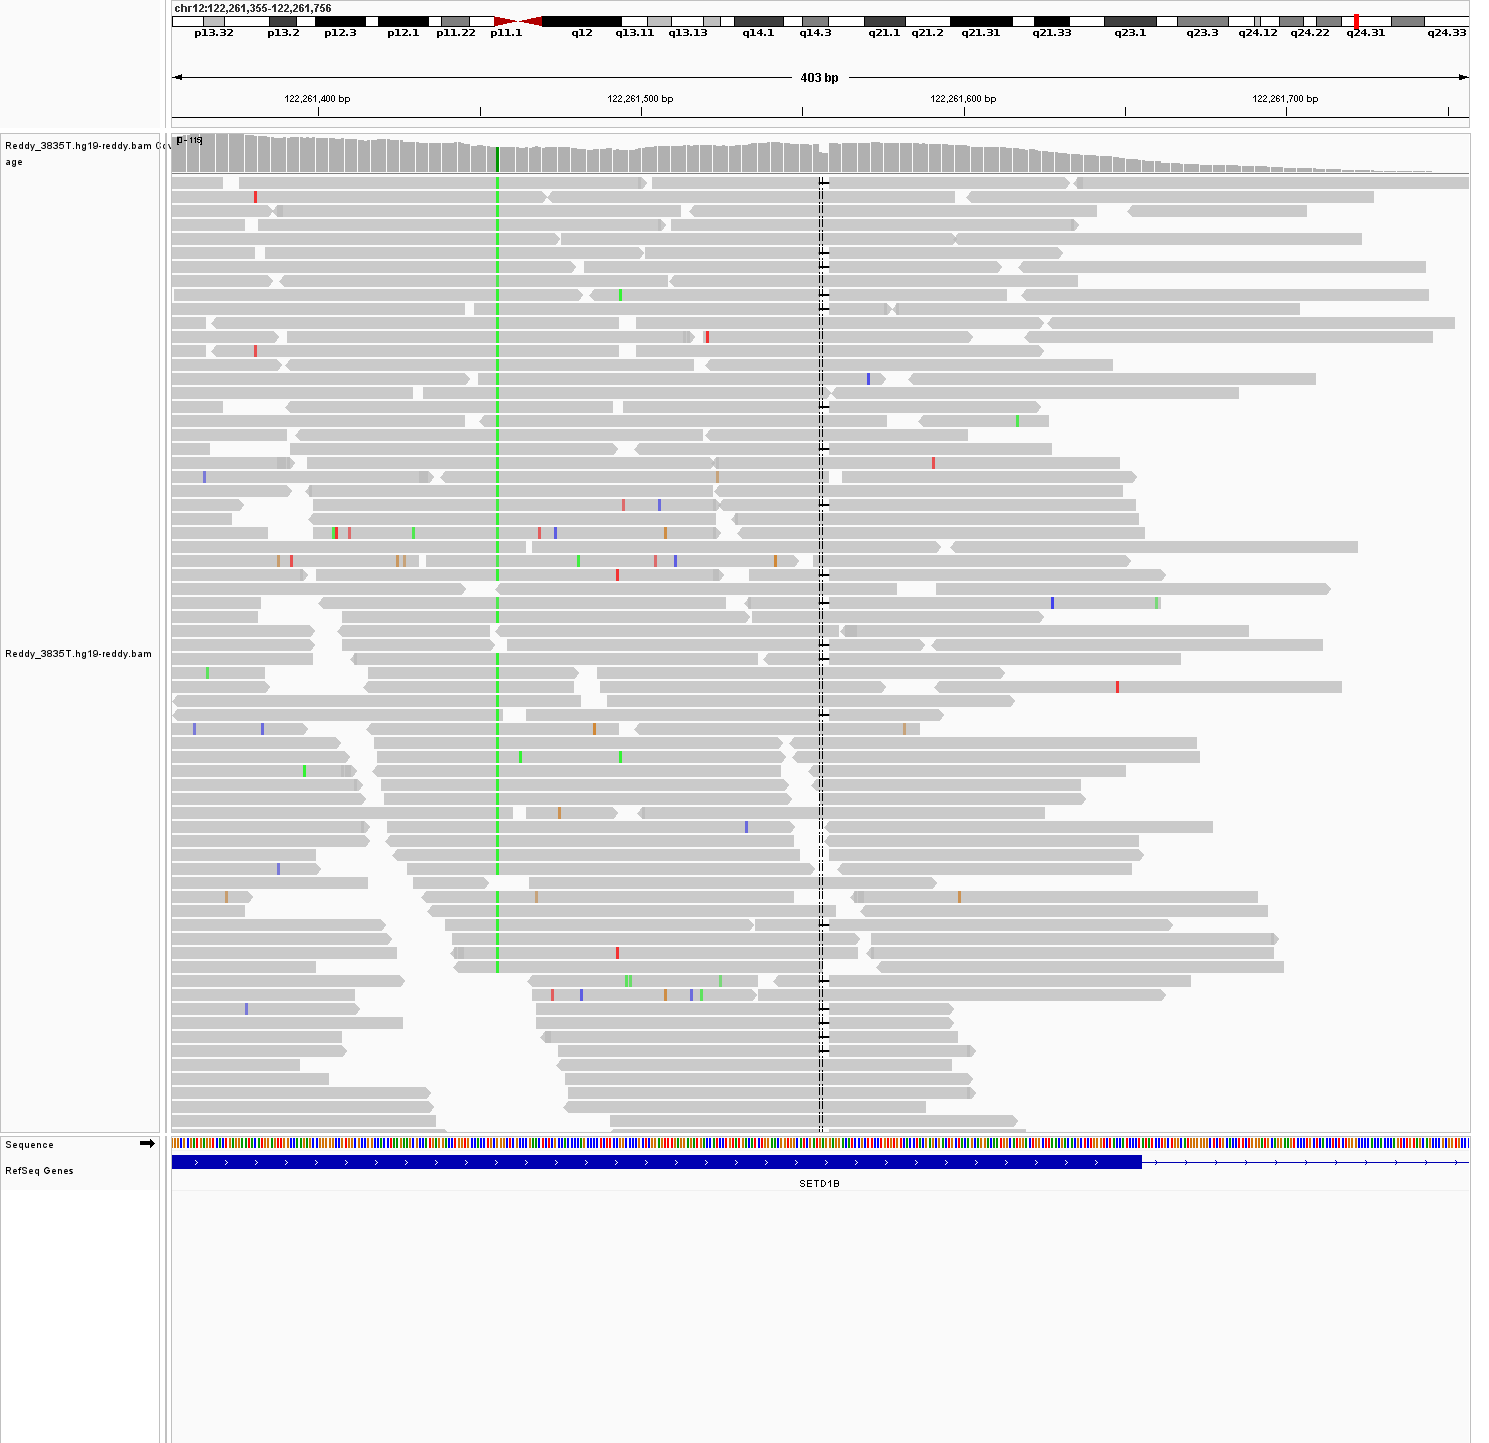 chr12:122,261,355-122,261,756
p13.32 p13.2 p12.3 p12.1 p11.22 p11.1 q12 q13.11 q13.13 q14.1 q14.3 q21.1 q21.2 q21.31 q21.33 q23.1 q23.3 q24.12 q24.22 q24.31 q24.33
403 bp
122,261,400 bp 122,261,500 bp 122,261,600 bp 122,261,700 bp
Reddy_3835T.hg19-reddy.bam Cov
age
[0 - 115]
Reddy_3835T.hg19-reddy.bam
Sequence
RefSeq Genes
SETD1B